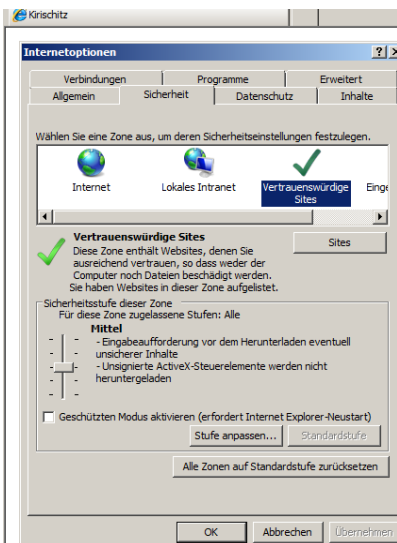 Kirischitz
Internetoptionen
Verbindungen Programme Erweitert
Allgemein Sicherheit Datenschutz Inhalte
Wählen Sie eine Zone aus, um deren Sicherheitseinstellungen festzulegen.
Internet Lokales Intranet Vertrauenswürdige Einge
Sites
Vertrauenswürdige Sites
Sites
Diese Zone enthält Websites, denen Sie
ausreichend vertrauen, so dass weder der
Computer noch Dateien beschädigt werden.
Sie haben Websites in dieser Zone aufgelistet.
Sicherheitsstufe dieser Zone
Für diese Zone zugelassene Stufen: Alle
Mittel
- Eingabeaufforderung vor dem Herunterladen eventuell
unsicherer Inhalte
- Unsignierte ActiveX-Steuerelemente werden nicht
heruntergeladen
Geschützten Modus aktivieren (erfordert Internet Explorer-Neustart)
Stufe anpassen... Standardstufe
Alle Zonen auf Standardstufe zurücksetzen
OK Abbrechen Übernehmen